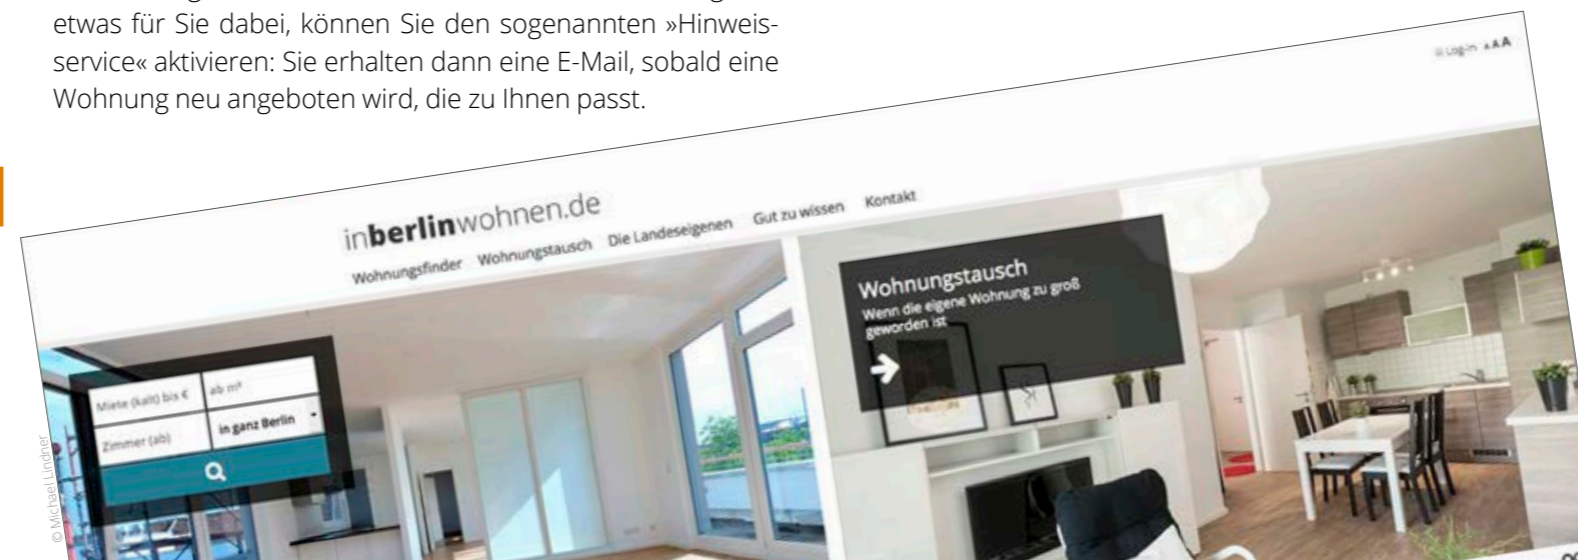 etwas für Sie dabei, können Sie den sogenannten »Hinweis-
service« aktivieren: Sie erhalten dann eine E-Mail, sobald eine
Wohnung neu angeboten wird, die zu Ihnen passt.
Log-in AAA
inberlinwohnen.de
Wohnungsfinder Wohnungstausch Die Landeseigenen Gut zu wissen Kontakt
Wohnungstausch
Wenn die eigene Wohnung zu groß
geworden ist
Miete (kalt) bis € ab m²
Zimmer (ab) in ganz Berlin
© Michael Lindner